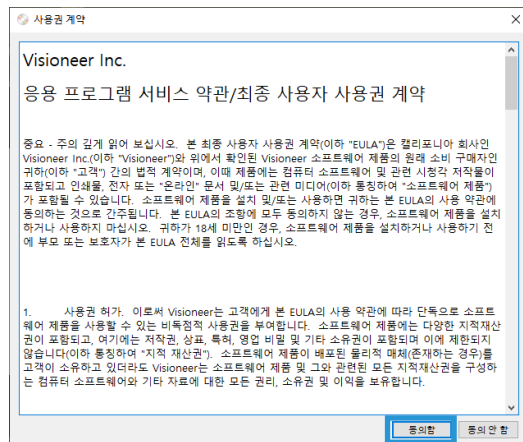 사용권 계약
Visioneer Inc.
응용 프로그램 서비스 약관/최종 사용자 사용권 계약
중요 - 주의 깊게 읽어 보십시오. 본 최종 사용자 사용권 계약(이하 "EULA")은 캘리포니아 회사인
Visioneer Inc.(이하 "Visioneer")와 위에서 확인된 Visioneer 소프트웨어 제품의 원래 소비 구매자인
귀하(이하 "고객") 간의 법적 계약이며, 이때 제품에는 컴퓨터 소프트웨어 및 관련 시청각 저작물이
포함되고 인쇄물, 전자 또는 "온라인" 문서 및/또는 관련 미디어(이하 통칭하여 "소프트웨어 제품")
가 포함될 수 있습니다. 소프트웨어 제품을 설치 및/또는 사용하면 귀하는 본 EULA의 사용 약관에
동의하는 것으로 간주됩니다. 본 EULA의 조항에 모두 동의하지 않는 경우, 소프트웨어 제품을 설치
하거나 사용하지 마십시오. 귀하가 18세 미만인 경우, 소프트웨어 제품을 설치하거나 사용하기 전
에 부모 또는 보호자가 본 EULA 전체를 읽도록 하십시오.
1. 사용권 허가. 이로써 Visioneer는 고객에게 본 EULA의 사용 약관에 따라 단독으로 소프트
웨어 제품을 사용할 수 있는 비독점적 사용권을 부여합니다. 소프트웨어 제품에는 다양한 지적재산
권이 포함되고, 여기에는 저작권, 상표, 특허, 영업 비밀 및 기타 소유권이 포함되며 이에 제한되지
않습니다(이하 통칭하여 "지적 재산권"). 소프트웨어 제품이 배포된 물리적 매체(존재하는 경우)를
고객이 소유하고 있더라도 Visioneer는 소프트웨어 제품 및 그와 관련된 모든 지적재산권을 구성하
는 컴퓨터 소프트웨어와 기타 자료에 대한 모든 권리, 소유권 및 이익을 보유합니다.
동의함 동의 안 함